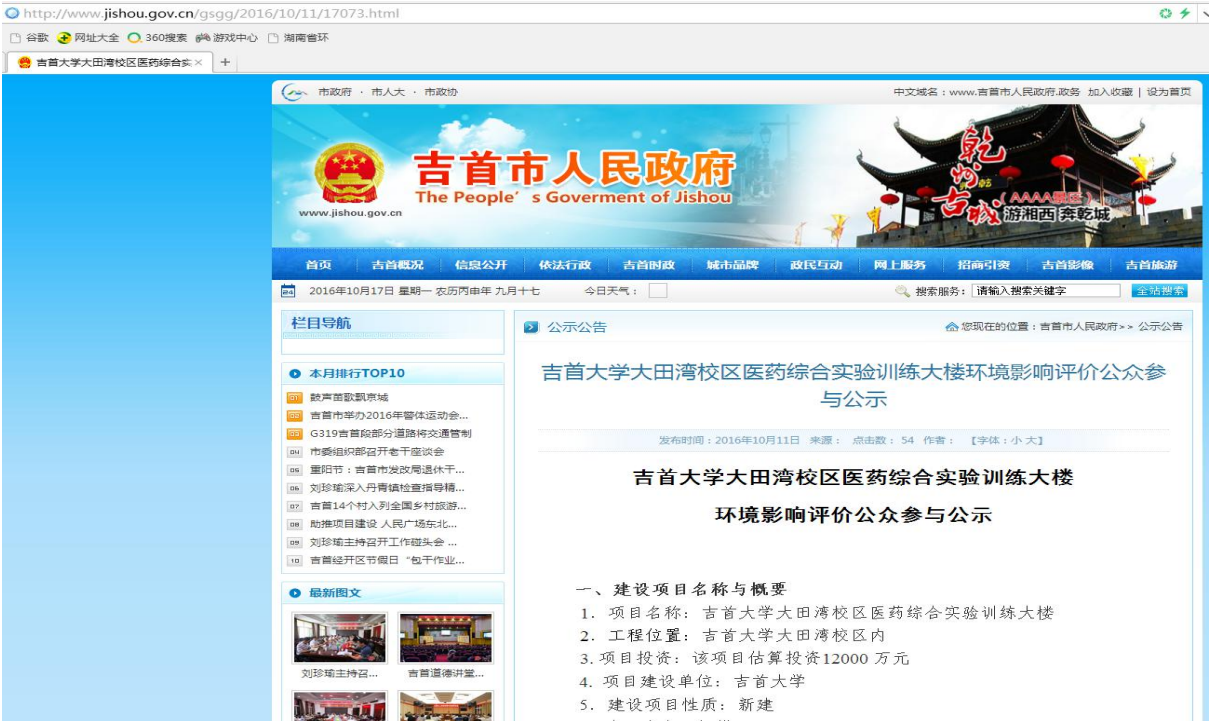 http://www.jishou.gov.cn/gsgg/2016/10/11/17073.html
谷歌 网址大全 360搜索 游戏中心 湖南省环
吉首大学大田湾校区医药综合实
市政府 · 市人大 · 市政协
中文域名：www.吉首市人民政府.政务 加入收藏 | 设为首页
吉首市人民政府
The People’s Goverment of Jishou
www.jishou.gov.cn
乾州古城
（AAAA景区）
游湘西 奔乾城
首页 吉首概况 信息公开 依法行政 吉首时政 城市品牌 政民互动 网上服务 招商引资 吉首影像 吉首旅游
2016年10月17日 星期一 农历丙申年 九月十七 今日天气：
搜索服务： 请输入搜索关键字 全站搜索
栏目导航
本月排行TOP10
01 鼓声苗歌飘京城
02 吉首市举办2016年警体运动会...
03 G319吉首段部分道路将交通管制
04 市委组织部召开老干座谈会
05 重阳节：吉首市发改局退休干...
06 刘珍瑜深入丹青镇检查指导精...
07 吉首14个村入列全国乡村旅游...
08 助推项目建设 人民广场东北...
09 刘珍瑜主持召开工作碰头会 ...
10 吉首经开区节假日“包干作业...
最新图文
刘珍瑜主持召... 吉首道德讲堂...
公示公告
您现在的位置：吉首市人民政府>> 公示公告
吉首大学大田湾校区医药综合实验训练大楼环境影响评价公众参
与公示
发布时间：2016年10月11日 来源： 点击数：54 作者： 【字体：小 大】
吉首大学大田湾校区医药综合实验训练大楼
环境影响评价公众参与公示
一、建设项目名称与概要
1. 项目名称：吉首大学大田湾校区医药综合实验训练大楼
2. 工程位置：吉首大学大田湾校区内
3.项目投资：该项目估算投资12000 万元
4. 项目建设单位：吉首大学
5. 建设项目性质：新建